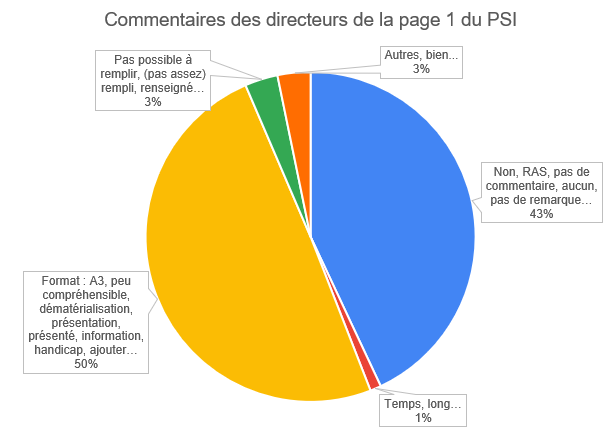 Commentaires des directeurs de la page 1 du PSI
Pas possible à
remplir, (pas assez)
rempli, renseigné…
3%
Autres, bien...
3%
Non, RAS, pas de
commentaire, aucun,
pas de remarque…
43%
Format : A3, peu
compréhensible,
dématérialisation,
présentation,
présenté, information,
handicap, ajouter…
50%
Temps, long…
1%